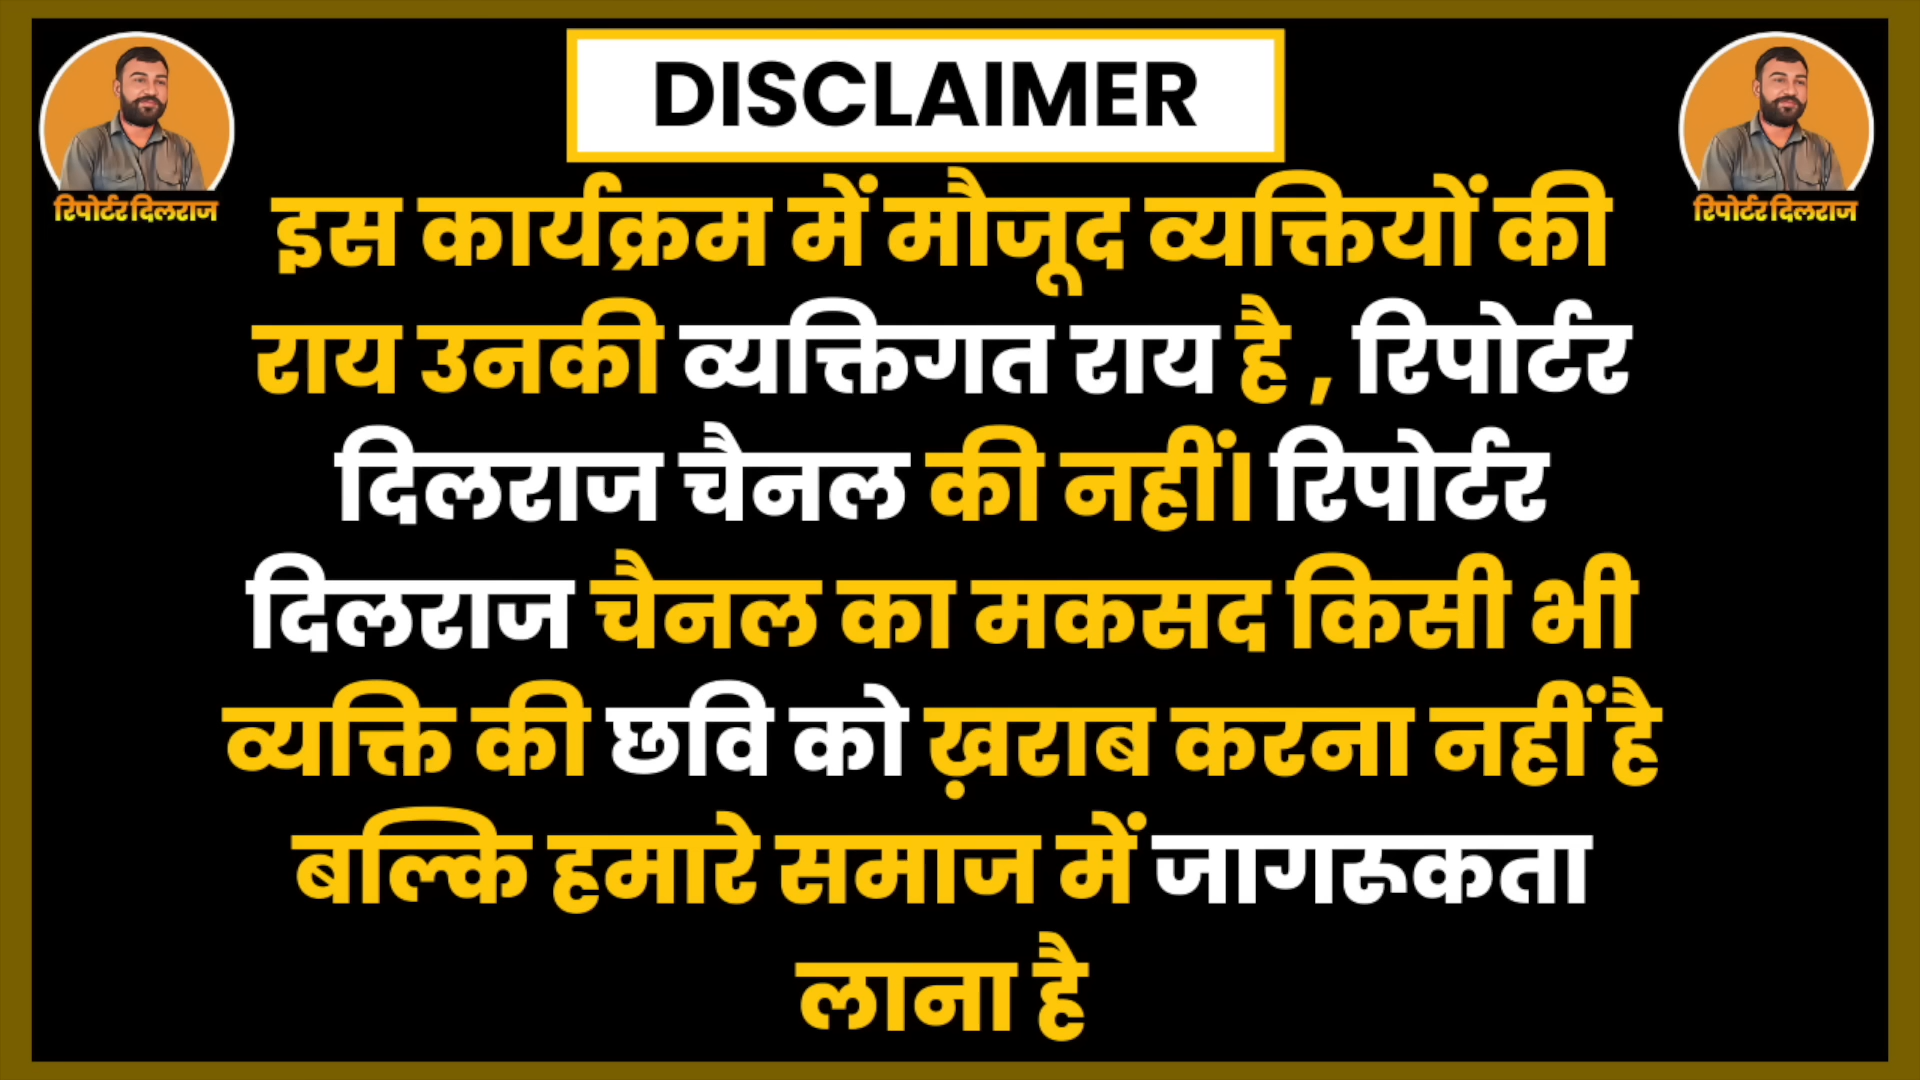 DISCLAIMER
रिपोर्टर दिलराज
रिपोर्टर दिलराज
इस कार्यक्रम में मौजूद व्यक्तियों की
राय उनकी व्यक्तिगत राय है , रिपोर्टर
दिलराज चैनल की नहीं। रिपोर्टर
दिलराज चैनल का मकसद किसी भी
व्यक्ति की छवि को ख़राब करना नहीं है
बल्कि हमारे समाज में जागरूकता
लाना है